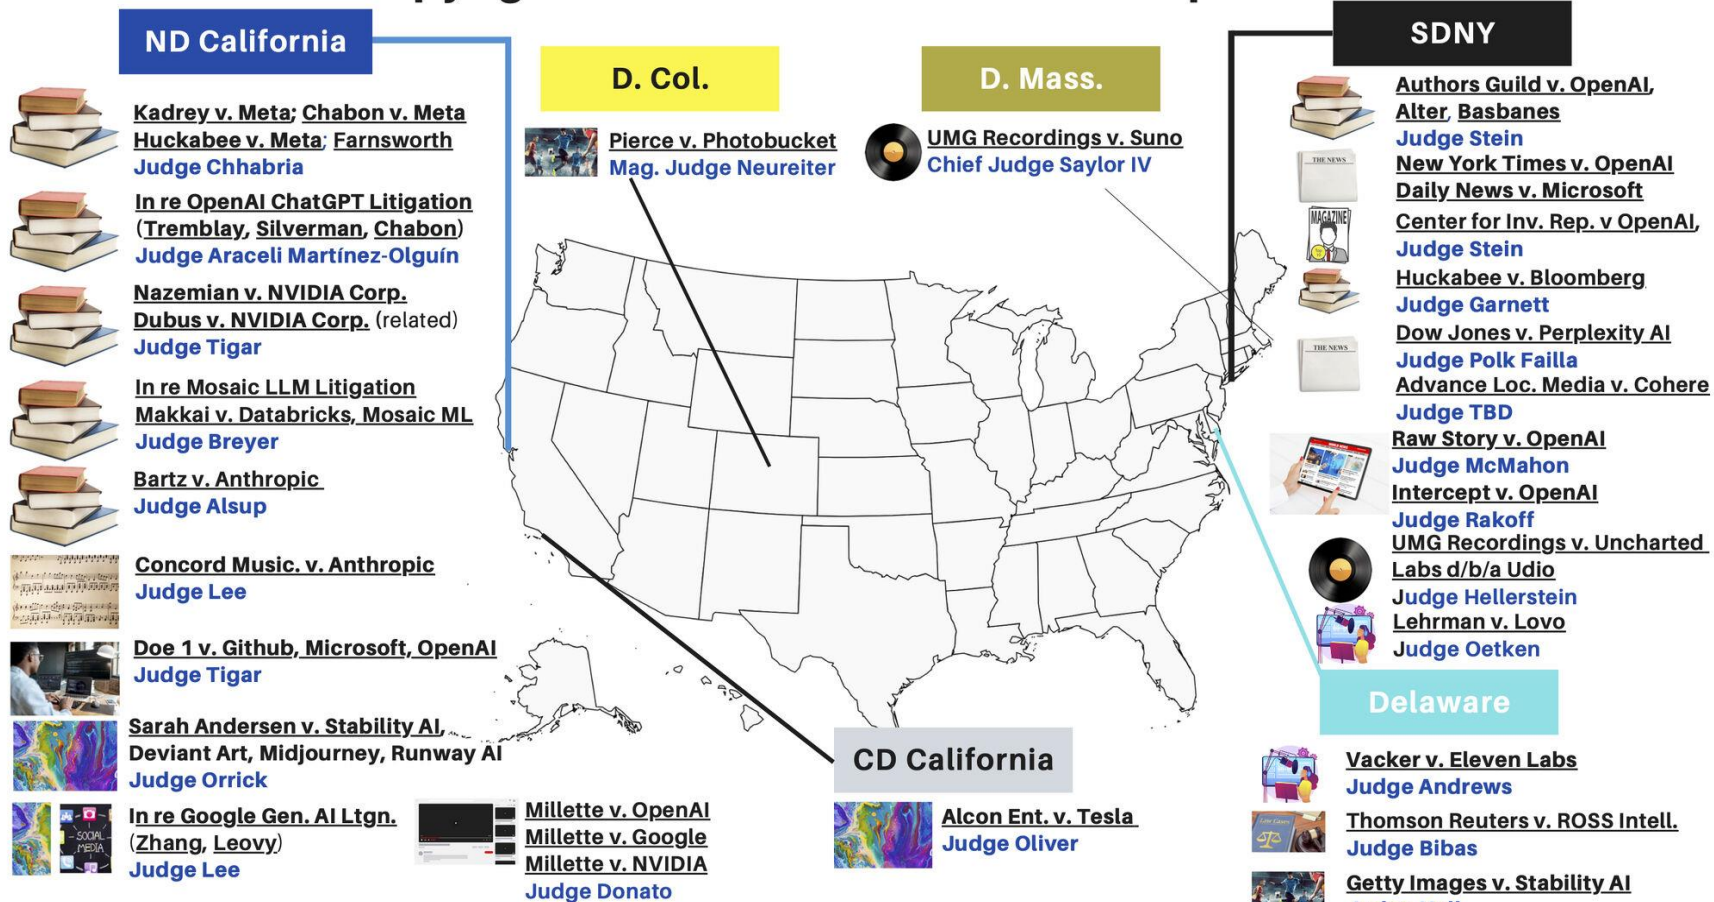 ND California
Kadrey v. Meta; Chabon v. Meta
Huckabee v. Meta; Farnsworth
Judge Chhabria
In re OpenAI ChatGPT Litigation
(Tremblay, Silverman, Chabon)
Judge Araceli Martínez-Olguín
Nazemian v. NVIDIA Corp.
Dubus v. NVIDIA Corp. (related)
Judge Tigar
In re Mosaic LLM Litigation
Makkai v. Databricks, Mosaic ML
Judge Breyer
Bartz v. Anthropic
Judge Alsup
Concord Music. v. Anthropic
Judge Lee
Doe 1 v. Github, Microsoft, OpenAI
Judge Tigar
Sarah Andersen v. Stability AI,
Deviant Art, Midjourney, Runway AI
Judge Orrick
SOCIAL
MEDIA
In re Google Gen. AI Ltgn.
(Zhang, Leovy)
Judge Lee
Millette v. OpenAI
Millette v. Google
Millette v. NVIDIA
Judge Donato
D. Col.
Pierce v. Photobucket
Mag. Judge Neureiter
D. Mass.
UMG Recordings v. Suno
Chief Judge Saylor IV
CD California
Alcon Ent. v. Tesla
Judge Oliver
SDNY
Authors Guild v. OpenAI,
Alter, Basbanes
Judge Stein
THE NEWS
New York Times v. OpenAI
Daily News v. Microsoft
MAGAZINE
Center for Inv. Rep. v OpenAI,
Judge Stein
Huckabee v. Bloomberg
Judge Garnett
THE NEWS
Dow Jones v. Perplexity AI
Judge Polk Failla
Advance Loc. Media v. Cohere
Judge TBD
Raw Story v. OpenAI
Judge McMahon
Intercept v. OpenAI
Judge Rakoff
UMG Recordings v. Uncharted
Labs d/b/a Udio
Judge Hellerstein
Lehrman v. Lovo
Judge Oetken
Delaware
Vacker v. Eleven Labs
Judge Andrews
Thomson Reuters v. ROSS Intell.
Judge Bibas
Getty Images v. Stability AI